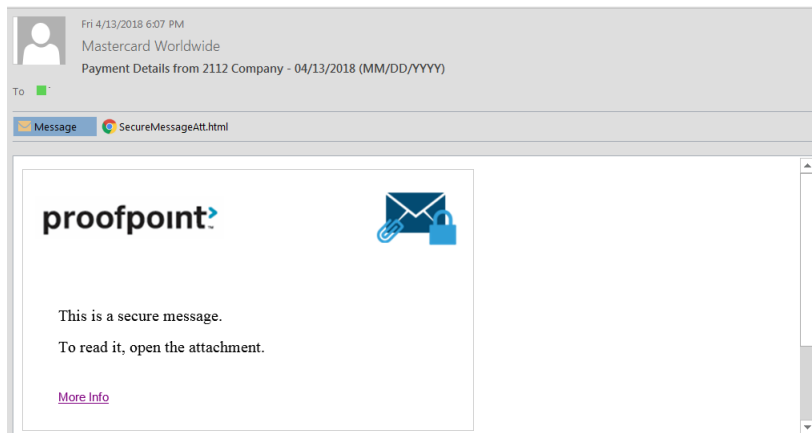 Fri 4/13/2018 6:07 PM
Mastercard Worldwide
Payment Details from 2112 Company - 04/13/2018 (MM/DD/YYYY)
To
Message SecureMessageAtt.html
proofpoint
This is a secure message.
To read it, open the attachment.
More Info